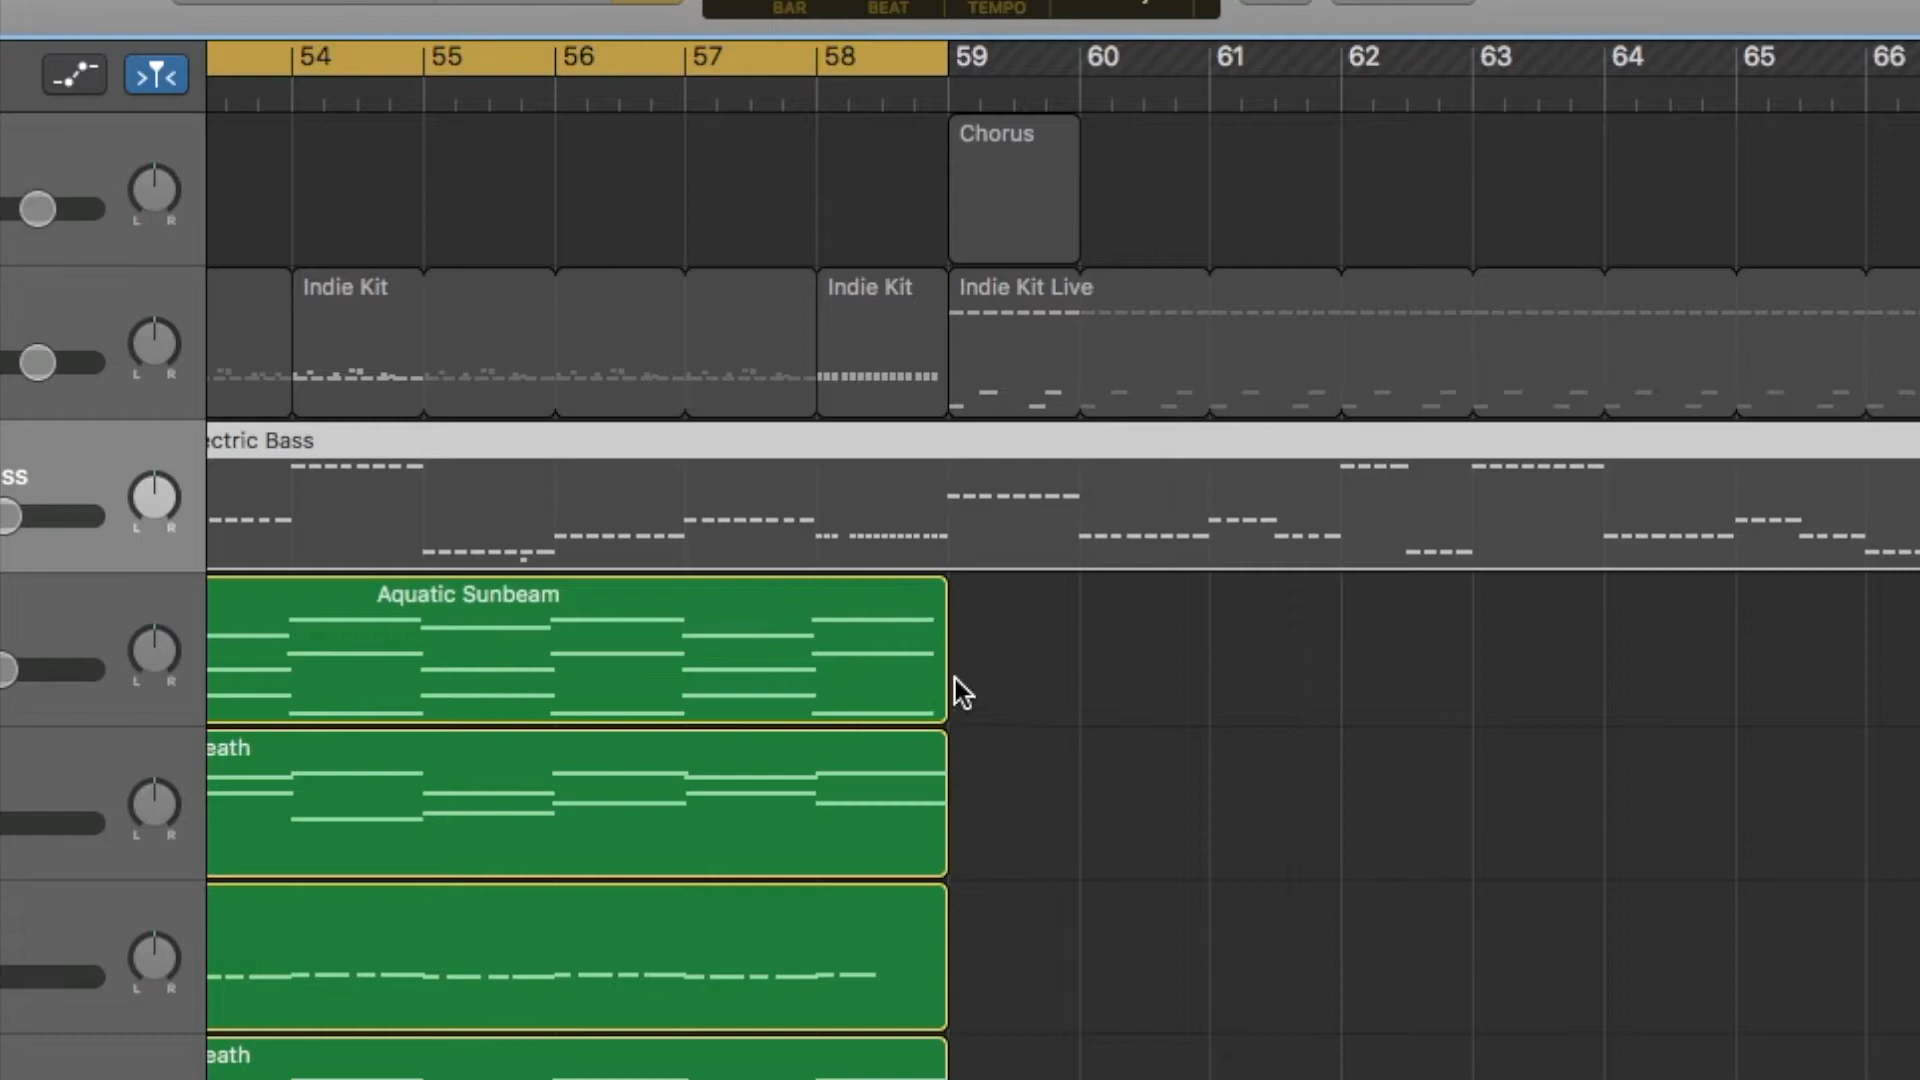 BAR BEAT TEMPO
54 55 56 57 58 59 60 61 62 63 64 65 66
Chorus
L R
Indie Kit Indie Kit Indie Kit Live
L R
ectric Bass
ss
L R
Aquatic Sunbeam
L R
eath
L R
L R
eath